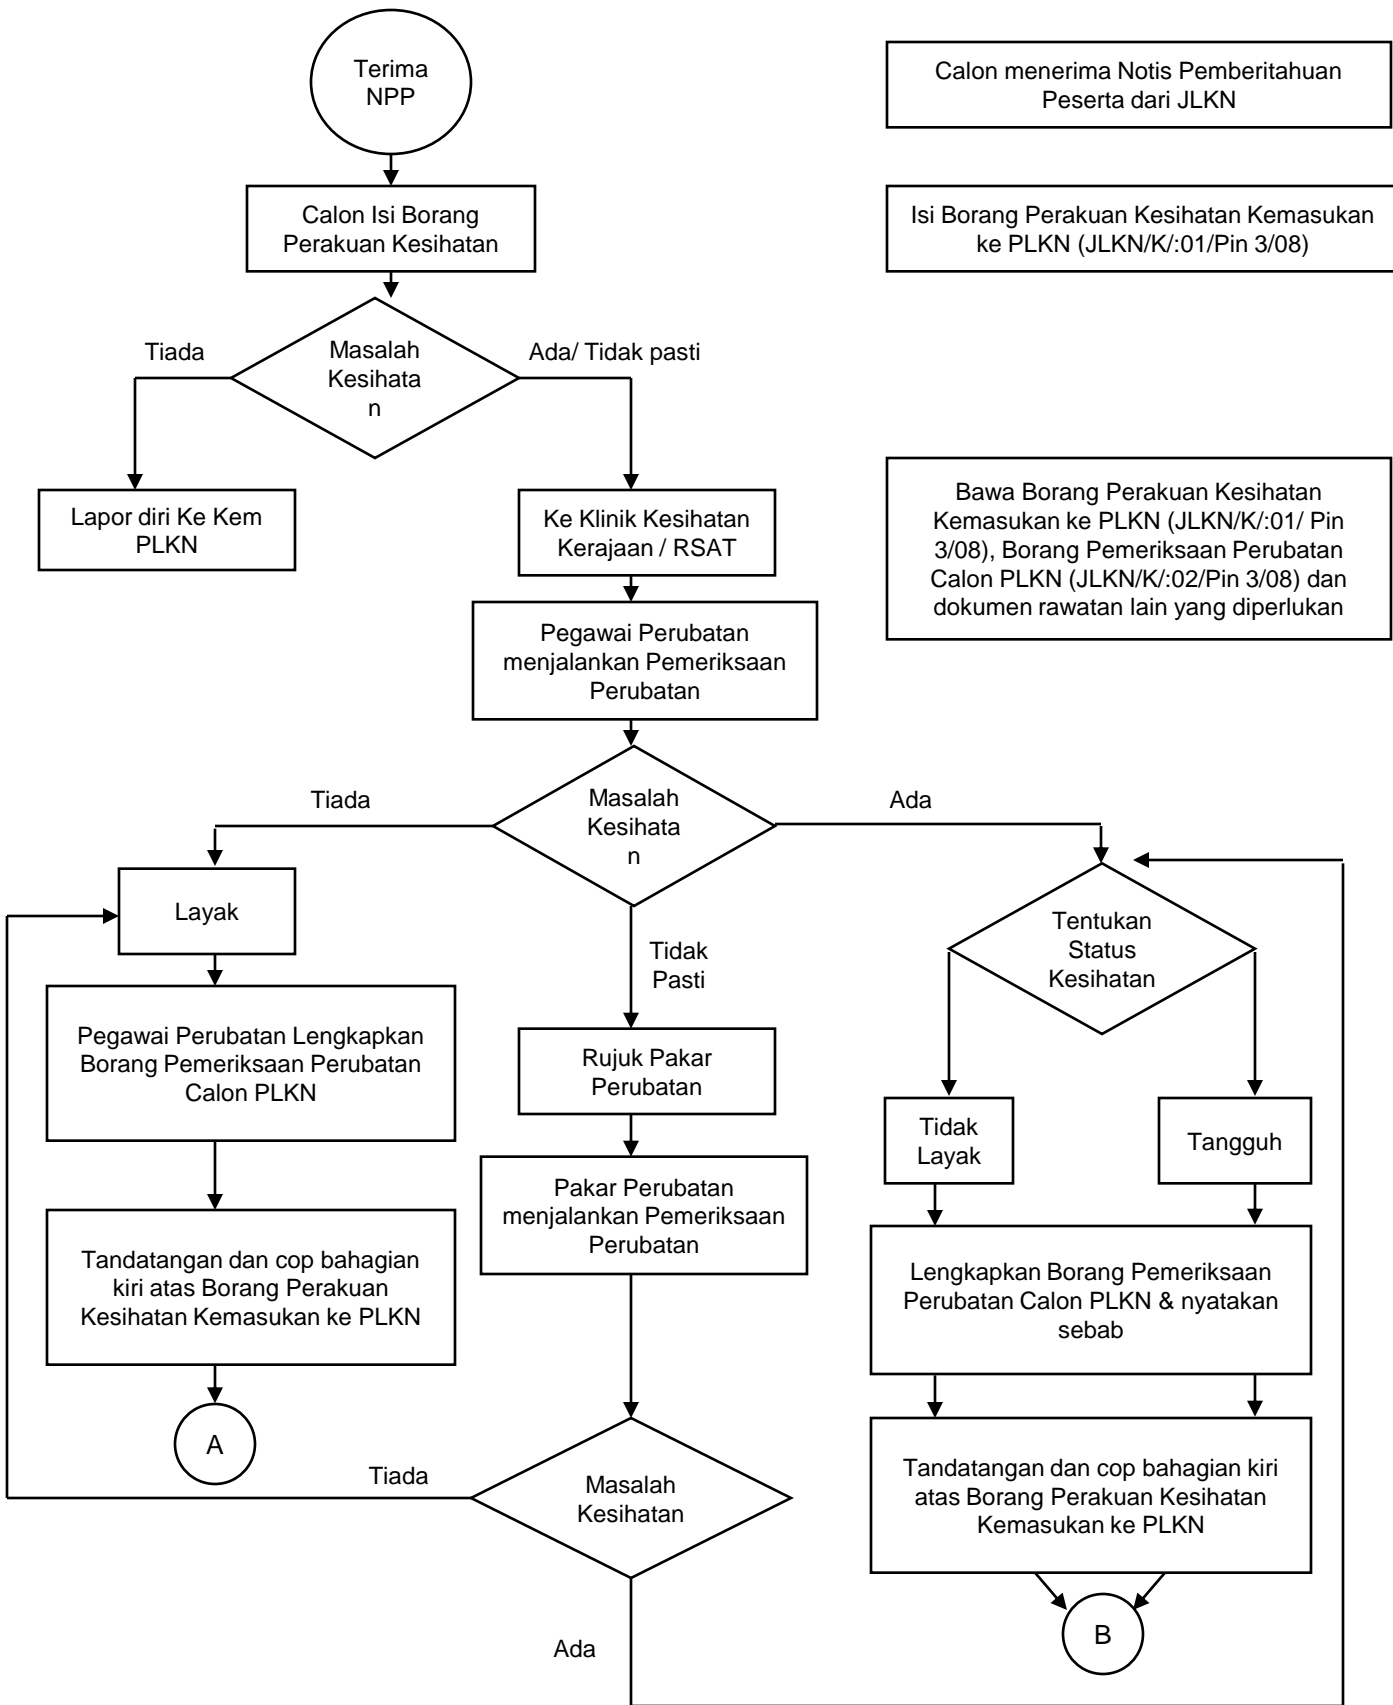 Terima
NPP
Calon menerima Notis Pemberitahuan
Peserta dari JLKN
Calon Isi Borang
Perakuan Kesihatan
Isi Borang Perakuan Kesihatan Kemasukan
ke PLKN (JLKN/K/:01/Pin 3/08)
Tiada
Masalah
Kesihata
n
Ada/ Tidak pasti
Lapor diri Ke Kem
PLKN
Ke Klinik Kesihatan
Kerajaan / RSAT
Bawa Borang Perakuan Kesihatan
Kemasukan ke PLKN (JLKN/K/:01/ Pin
3/08), Borang Pemeriksaan Perubatan
Calon PLKN (JLKN/K/:02/Pin 3/08) dan
dokumen rawatan lain yang diperlukan
Pegawai Perubatan
menjalankan Pemeriksaan
Perubatan
Tiada
Masalah
Kesihata
n
Ada
Layak
Tidak
Pasti
Tentukan
Status
Kesihatan
Pegawai Perubatan Lengkapkan
Borang Pemeriksaan Perubatan
Calon PLKN
Rujuk Pakar
Perubatan
Tidak
Layak
Tangguh
Pakar Perubatan
menjalankan Pemeriksaan
Perubatan
Tandatangan dan cop bahagian
kiri atas Borang Perakuan
Kesihatan Kemasukan ke PLKN
Lengkapkan Borang Pemeriksaan
Perubatan Calon PLKN & nyatakan
sebab
A
Tiada
Masalah
Kesihatan
Tandatangan dan cop bahagian kiri
atas Borang Perakuan Kesihatan
Kemasukan ke PLKN
Ada
B